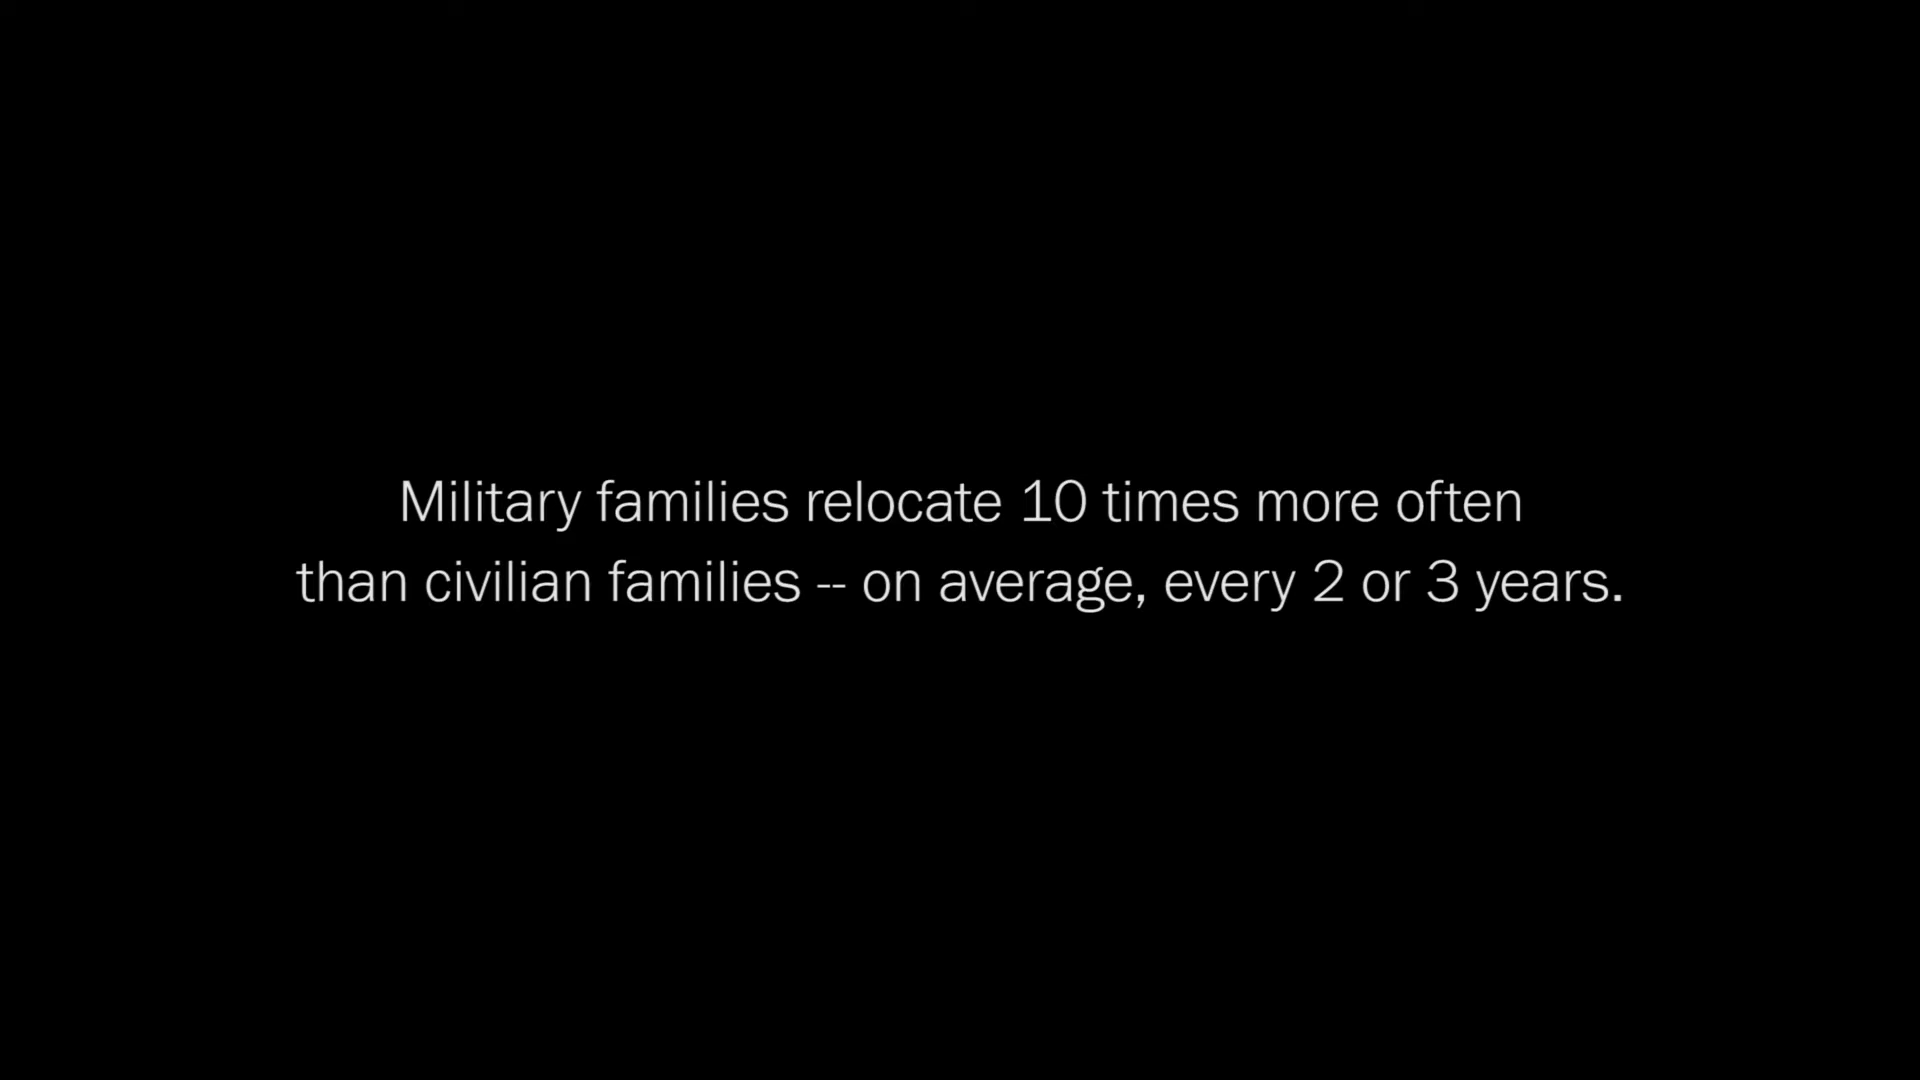 Military families relocate 10 times more often
than civilian families -- on average, every 2 or 3 years.